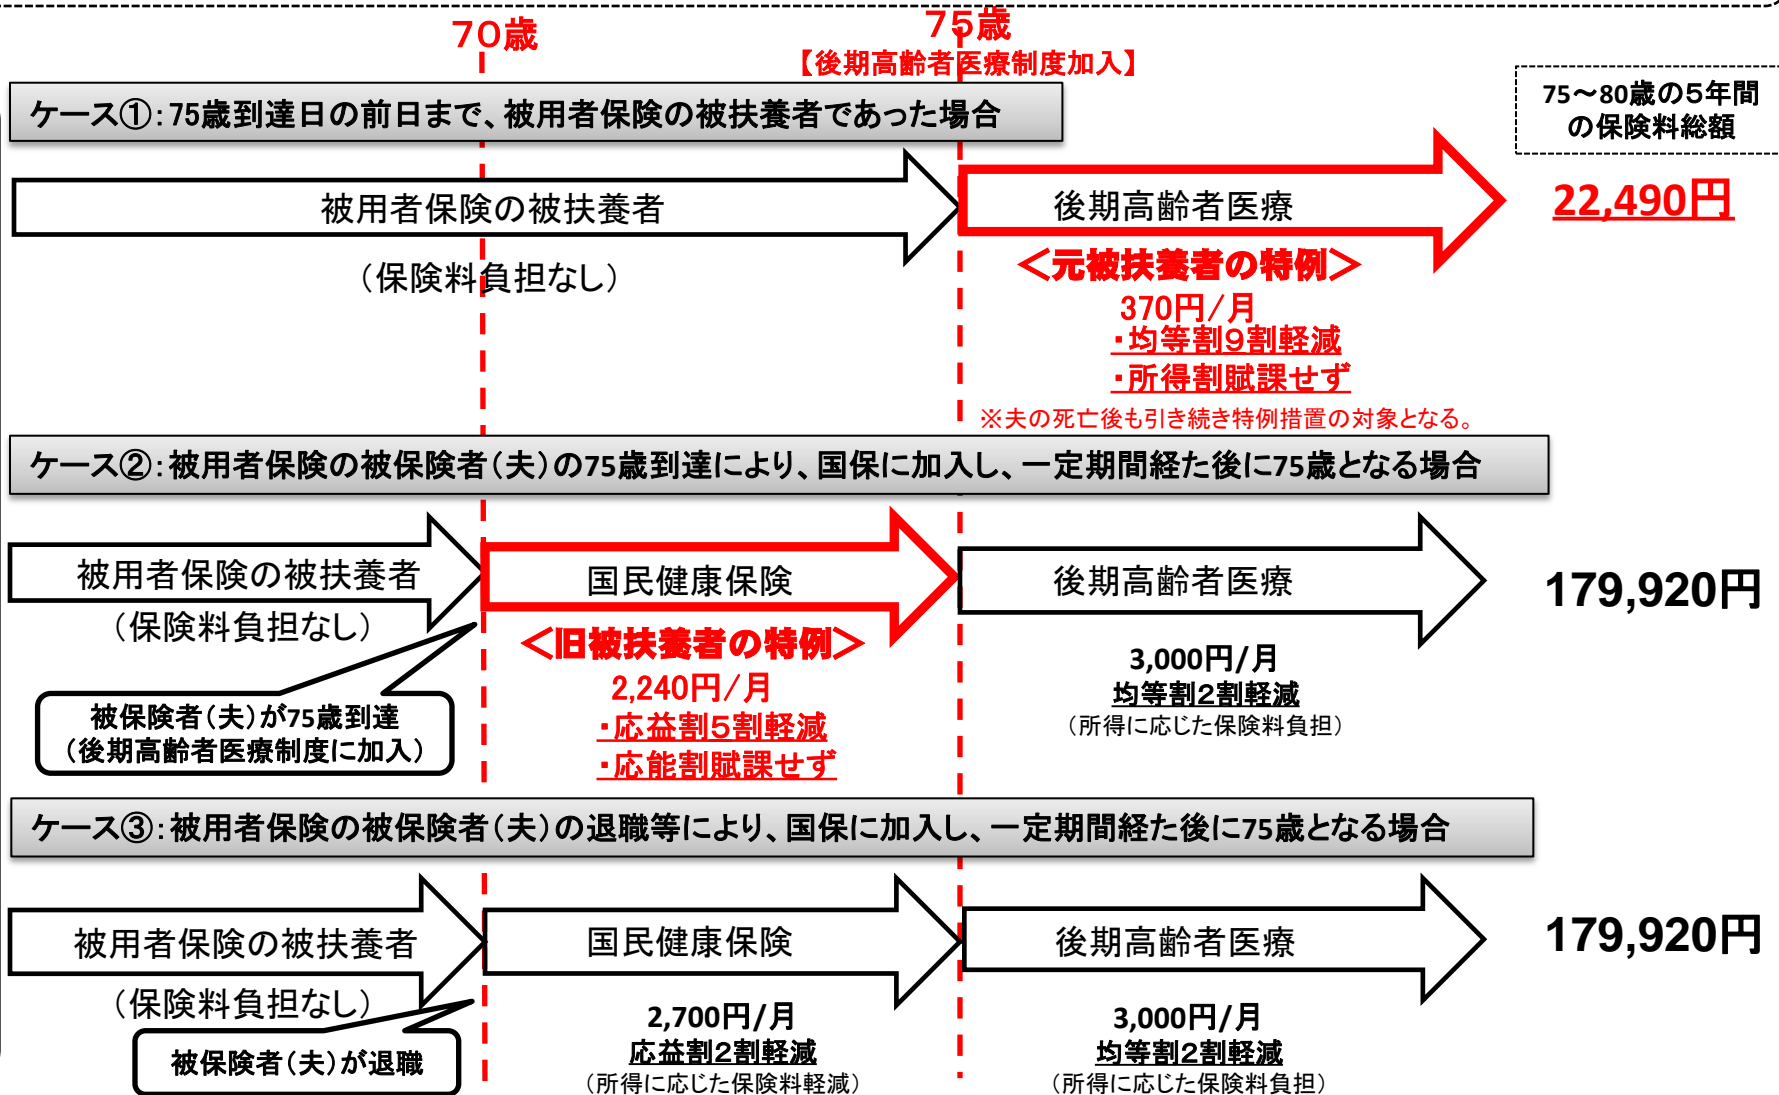 70歳
75歳
【後期高齢者医療制度加入】
75～80歳の5年間
の保険料総額
ケース①：75歳到達日の前日まで、被用者保険の被扶養者であった場合
被用者保険の被扶養者
（保険料負担なし）
後期高齢者医療
22,490円
＜元被扶養者の特例＞
370円/月
・均等割9割軽減
・所得割賦課せず
※夫の死亡後も引き続き特例措置の対象となる。
ケース②：被用者保険の被保険者（夫）の75歳到達により、国保に加入し、一定期間経た後に75歳となる場合
被用者保険の被扶養者
（保険料負担なし）
国民健康保険
後期高齢者医療
179,920円
＜旧被扶養者の特例＞
2,240円/月
・応益割5割軽減
・応能割賦課せず
3,000円/月
均等割2割軽減
（所得に応じた保険料負担）
被保険者（夫）が75歳到達
（後期高齢者医療制度に加入）
ケース③：被用者保険の被保険者（夫）の退職等により、国保に加入し、一定期間経た後に75歳となる場合
被用者保険の被扶養者
（保険料負担なし）
国民健康保険
後期高齢者医療
179,920円
被保険者（夫）が退職
2,700円/月
応益割2割軽減
（所得に応じた保険料軽減）
3,000円/月
均等割2割軽減
（所得に応じた保険料負担）